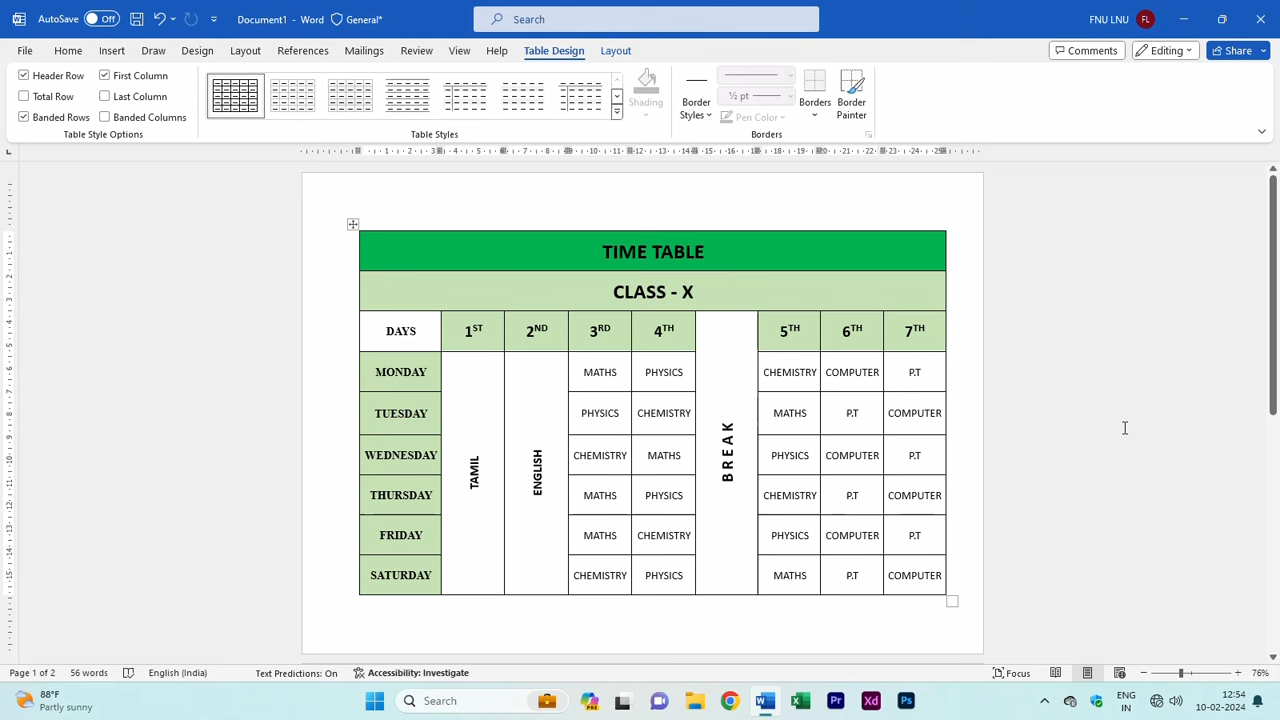 AutoSave Off Document1 - Word General* Search FNU LNU FL
File Home Insert Draw Design Layout References Mailings Review View Help Table Design Layout Comments Editing Share
Header Row First Column
Total Row Last Column
Banded Rows Banded Columns
Table Style Options
Table Styles
Shading
Border Styles
½ pt
Pen Color
Borders
Border Painter
Borders
TIME TABLE
CLASS - X
DAYS 1ST 2ND 3RD 4TH 5TH 6TH 7TH
MONDAY MATHS PHYSICS CHEMISTRY COMPUTER P.T
TUESDAY PHYSICS CHEMISTRY MATHS P.T COMPUTER
WEDNESDAY CHEMISTRY MATHS PHYSICS COMPUTER P.T
THURSDAY MATHS PHYSICS CHEMISTRY P.T COMPUTER
FRIDAY MATHS CHEMISTRY PHYSICS COMPUTER P.T
SATURDAY CHEMISTRY PHYSICS MATHS P.T COMPUTER
TAMIL
ENGLISH
B R E A K
Page 1 of 2 56 words English (India) Text Predictions: On Accessibility: Investigate Focus 76%
88°F
Partly sunny
Search
ENG
IN
12:54
10-02-2024